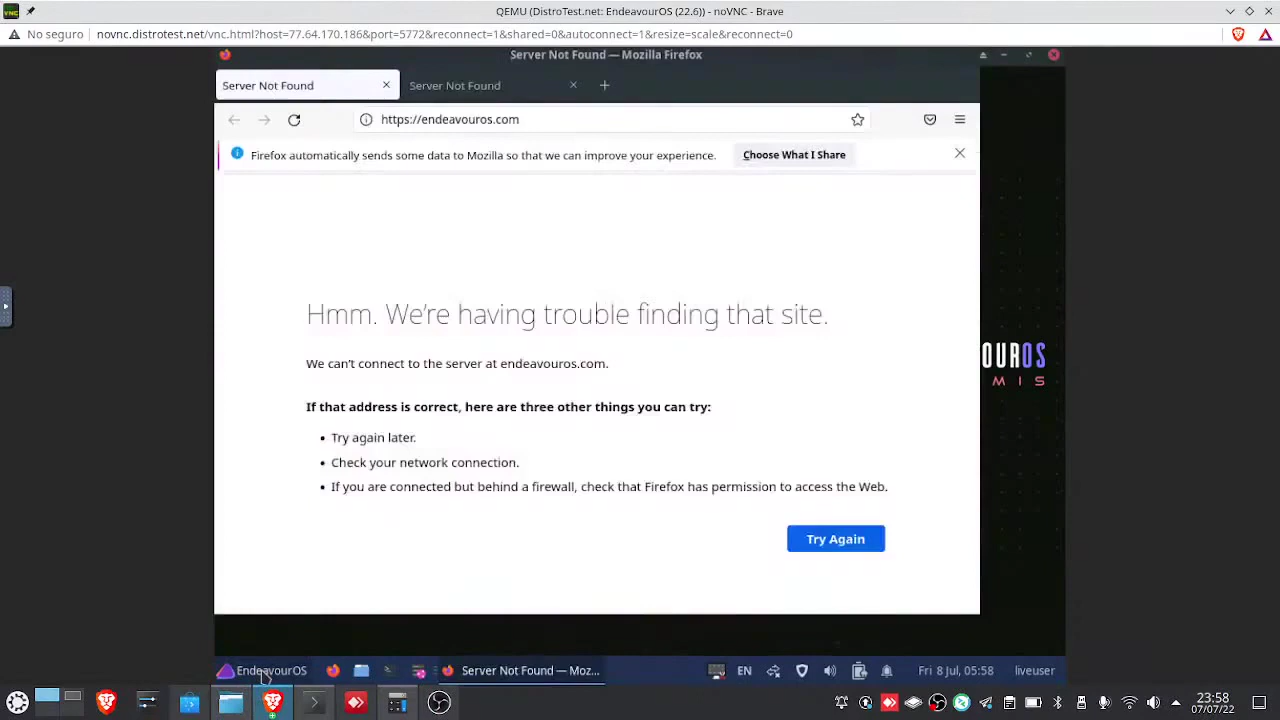 QEMU (DistroTest.net: EndeavourOS (22.6)) - noVNC - Brave
No seguro
novnc.distrotest.net/vnc.html?host=77.64.170.186&port=5772&reconnect=1&shared=0&autoconnect=1&resize=scale&reconnect=0
Server Not Found — Mozilla Firefox
Server Not Found
Server Not Found
https://endeavouros.com
Firefox automatically sends some data to Mozilla so that we can improve your experience.
Choose What I Share
Hmm. We're having trouble finding that site.
We can't connect to the server at endeavouros.com.
If that address is correct, here are three other things you can try:
• Try again later.
• Check your network connection.
• If you are connected but behind a firewall, check that Firefox has permission to access the Web.
Try Again
OUROS
MIS
EndeavourOS
Server Not Found — Moz...
EN
Fri 8 Jul, 05:58
liveuser
23:58
07/07/22